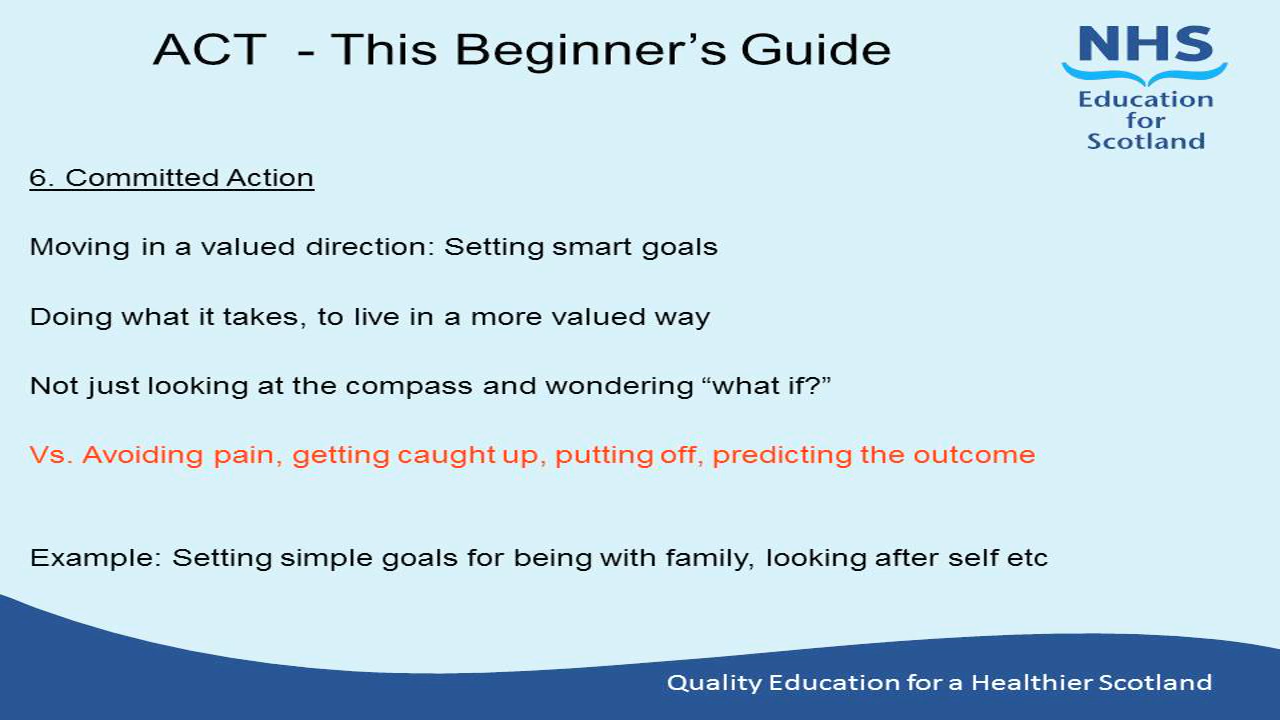 ACT - This Beginner’s Guide
NHS
Education
for
Scotland
6. Committed Action
Moving in a valued direction: Setting smart goals
Doing what it takes, to live in a more valued way
Not just looking at the compass and wondering “what if?”
Vs. Avoiding pain, getting caught up, putting off, predicting the outcome
Example: Setting simple goals for being with family, looking after self etc
Quality Education for a Healthier Scotland